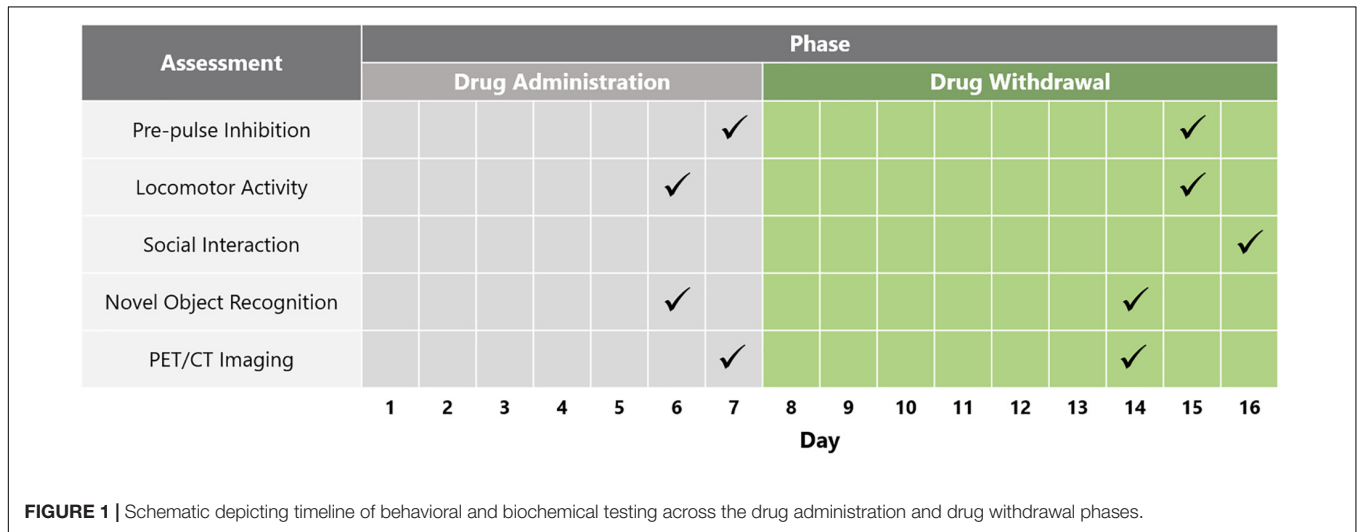 Assessment
Phase
Drug Administration
Drug Withdrawal
Pre-pulse Inhibition
Locomotor Activity
Social Interaction
Novel Object Recognition
PET/CT Imaging
1 2 3 4 5 6 7 8 9 10 11 12 13 14 15 16
Day
FIGURE 1 | Schematic depicting timeline of behavioral and biochemical testing across the drug administration and drug withdrawal phases.